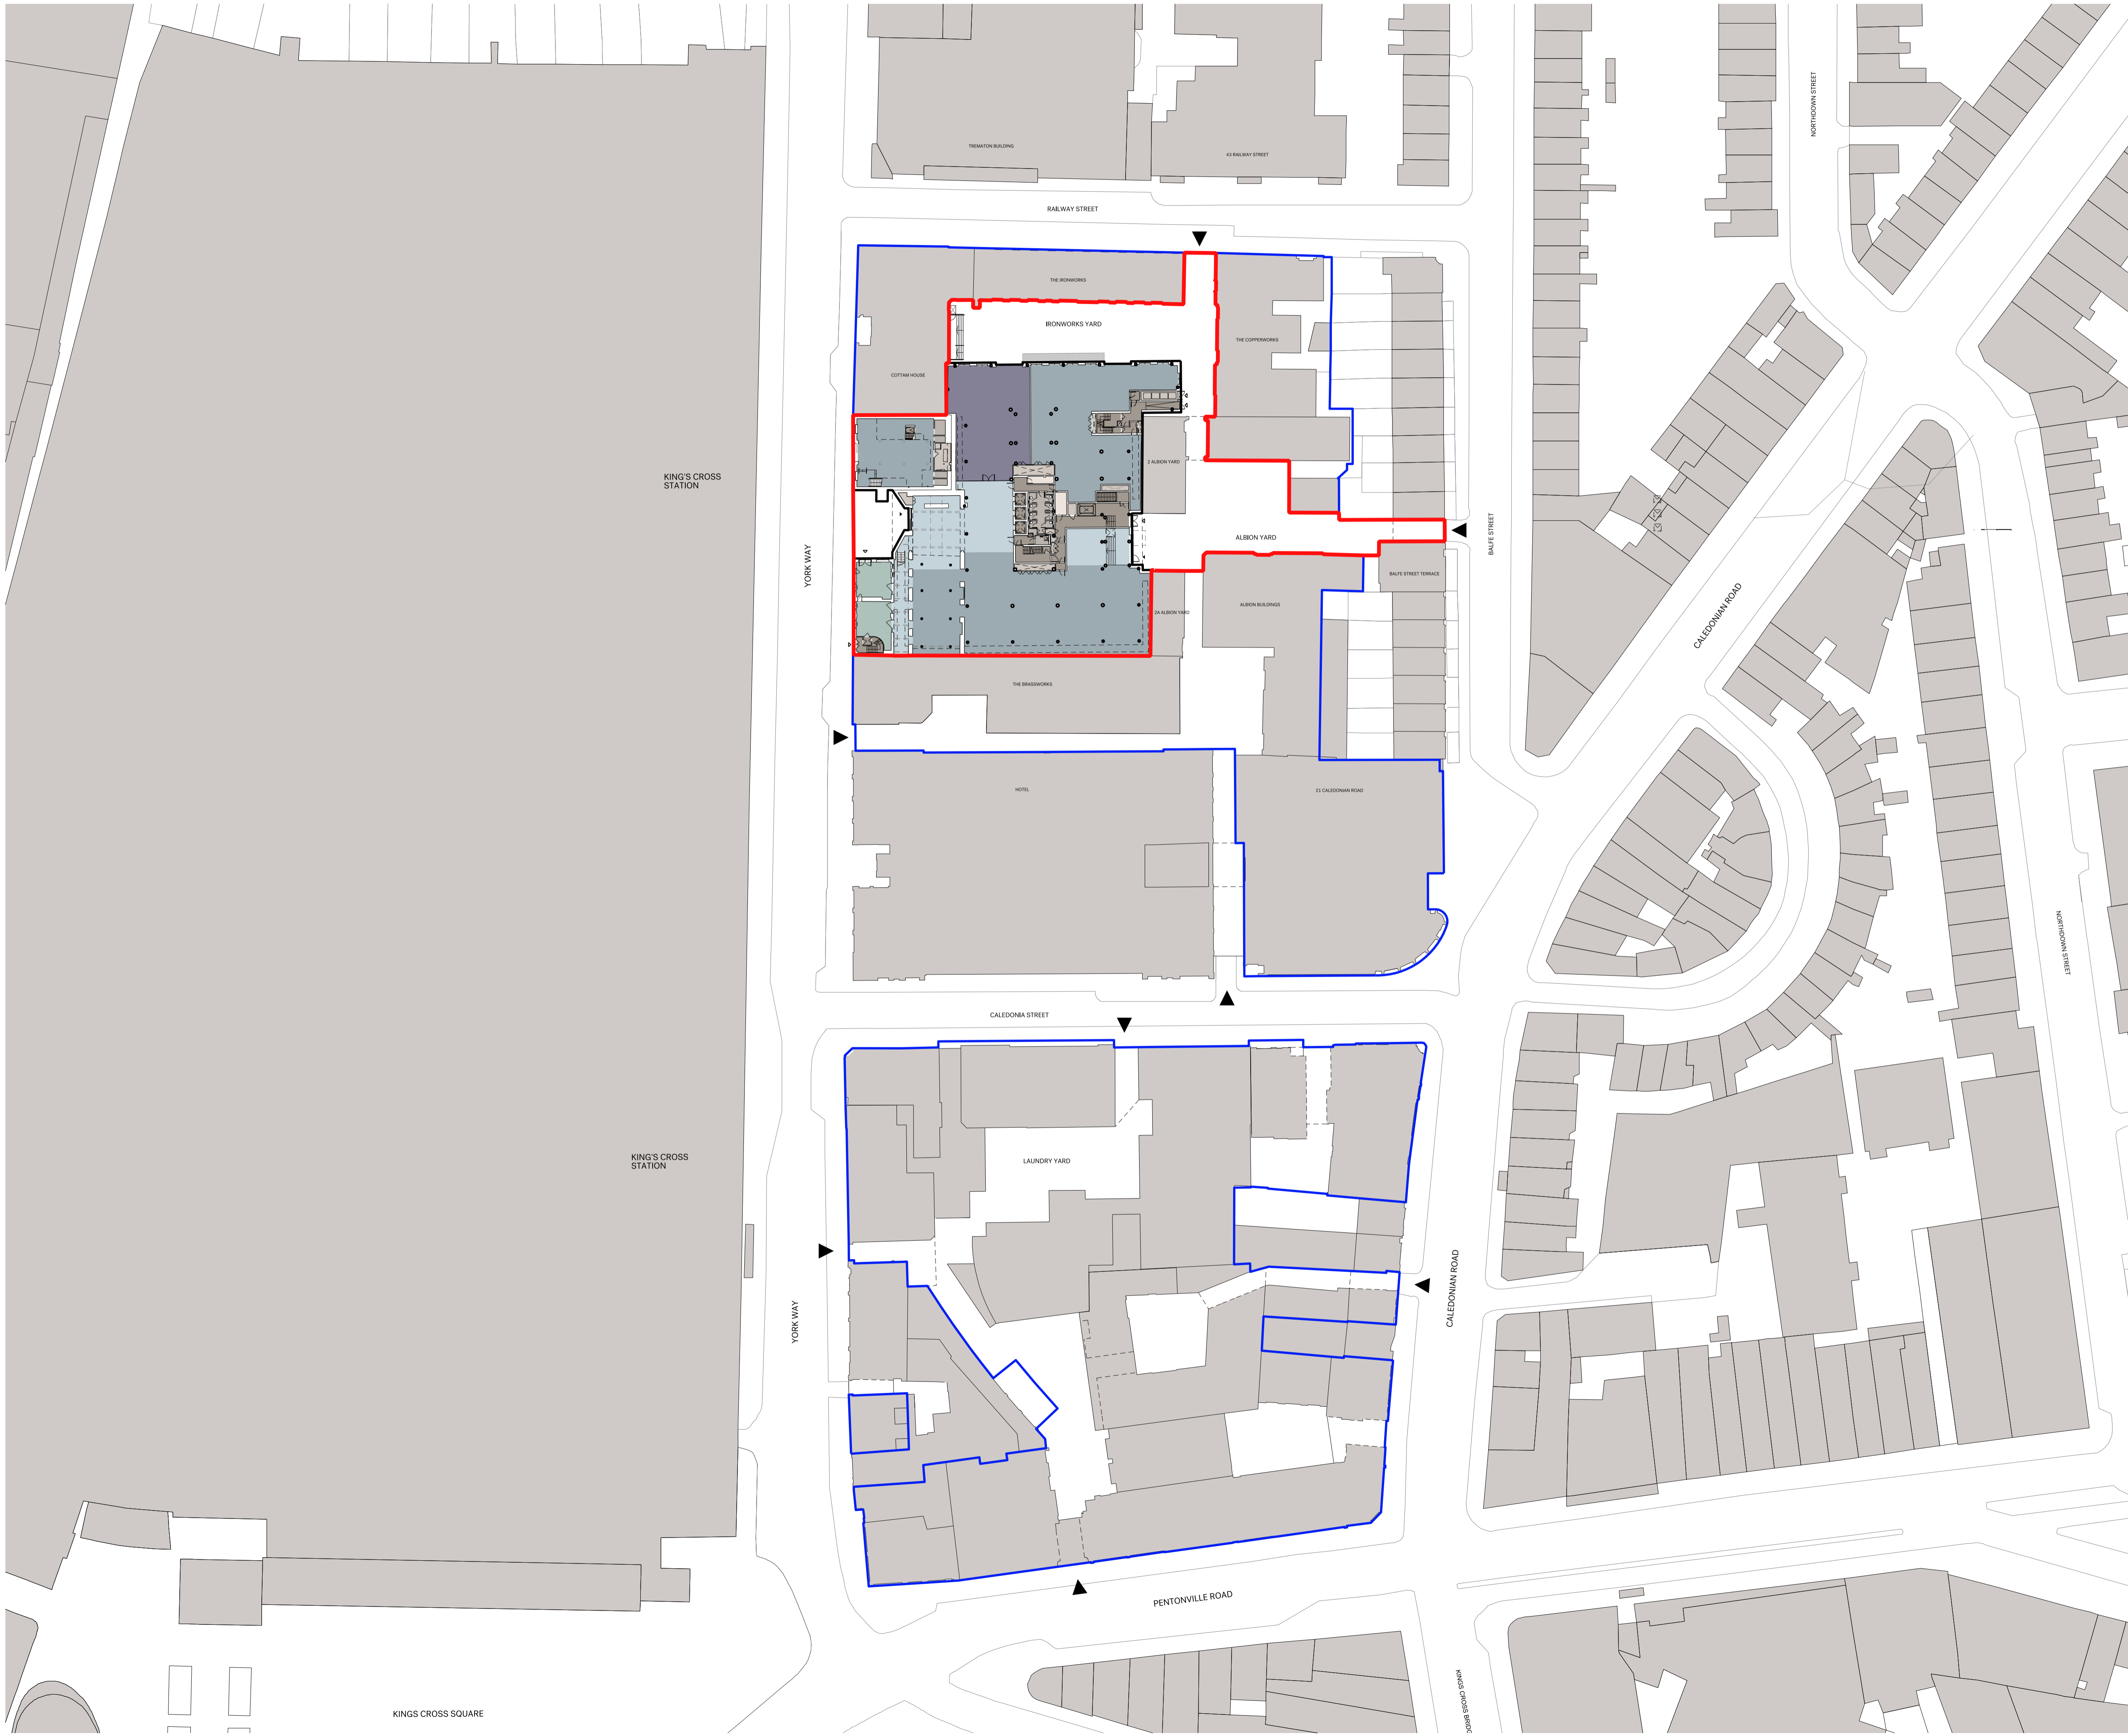 NORTHDOWN STREET
TREMATON BUILDING
43 RAILWAY STREET
RAILWAY STREET
THE IRONWORKS
IRONWORKS YARD
THE COPPERWORKS
COTTAM HOUSE
2 ALBION YARD
KING'S CROSS
STATION
YORK WAY
ALBION YARD
BALFE STREET
BALFE STREET TERRACE
2A ALBION YARD
ALBION BUILDINGS
CALEDONIAN ROAD
THE BRASSWORKS
HOTEL
21 CALEDONIAN ROAD
NORTHDOWN STREET
CALEDONIA STREET
KING'S CROSS
STATION
LAUNDRY YARD
YORK WAY
CALEDONIAN ROAD
PENTONVILLE ROAD
KINGS CROSS SQUARE
KINGS CROSS